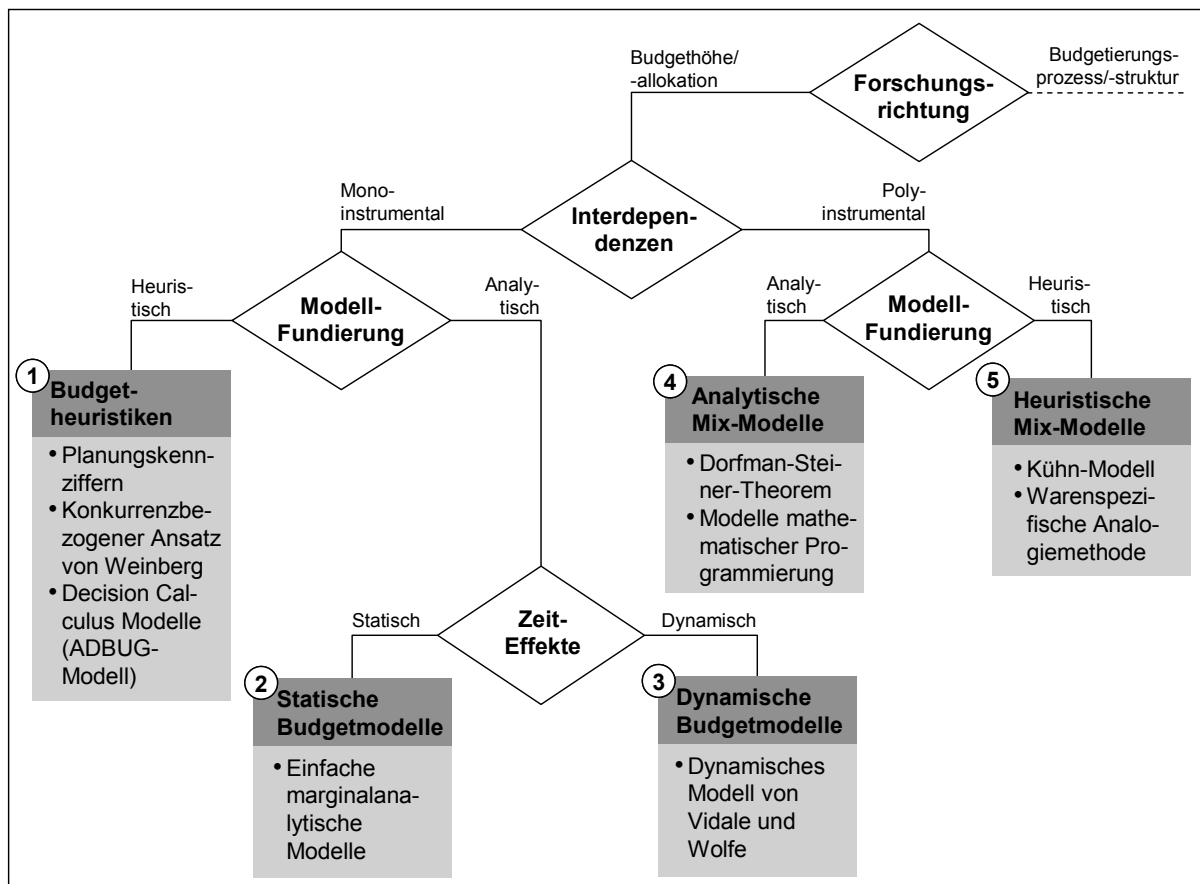 Budgethöhe/
-allokation
Forschungs-
richtung
Budgetierungs-
prozess/-struktur
Mono-
instrumental
Interdepen-
denzen
Poly-
instrumental
Heuris-
tisch
Modell-
Fundierung
Analy-
tisch
Analy-
tisch
Modell-
Fundierung
Heuris-
tisch
1
Budget-
heuristiken
• Planungskenn-
ziffern
• Konkurrenzbe-
zogener Ansatz
von Weinberg
• Decision Cal-
culus Modelle
(ADBUG-
Modell)
4
Analytische
Mix-Modelle
• Dorfman-Stei-
ner-Theorem
• Modelle mathe-
matischer Pro-
grammierung
5
Heuristische
Mix-Modelle
• Kühn-Modell
• Warenspezi-
fische Analo-
giemethode
Statisch
Zeit-
Effekte
Dynamisch
2
Statische
Budgetmodelle
• Einfache
marginalana-
lytische
Modelle
3
Dynamische
Budgetmodelle
• Dynamisches
Modell von
Vidale und
Wolfe